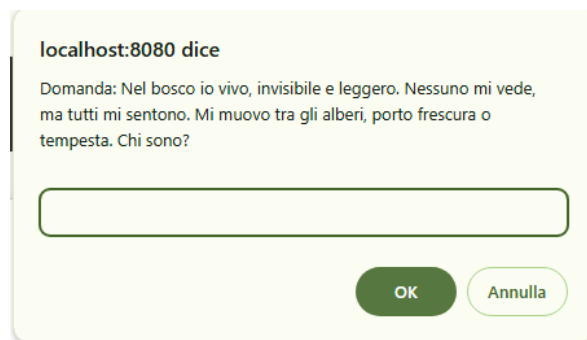 localhost:8080 dice
Domanda: Nel bosco io vivo, invisibile e leggero. Nessuno mi vede,
ma tutti mi sentono. Mi muovo tra gli alberi, porto frescura o
tempesta. Chi sono?
OK
Annulla